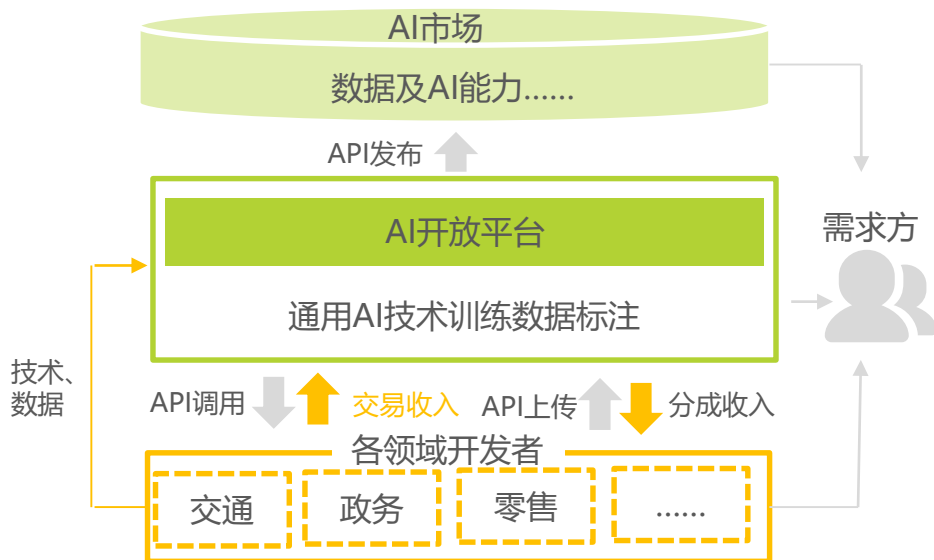 AI市场
数据及AI能力......
API发布
AI开放平台
需求方
通用AI技术训练数据标注
技术、
数据
API调用
交易收入
API上传
分成收入
各领域开发者
交通
政务
零售
......